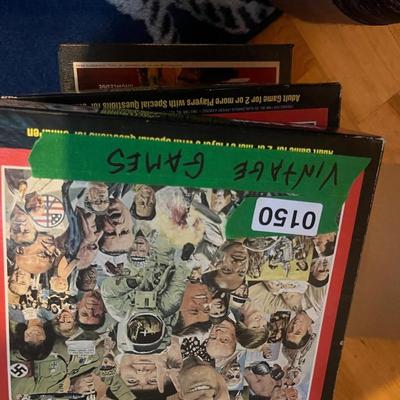 KNOWLEDGE
Adult Game for 2 or more Players with Special Questions for
Adult Game for 2 or more Players with Special Questions for Children
VINTAGE GAMES
0150